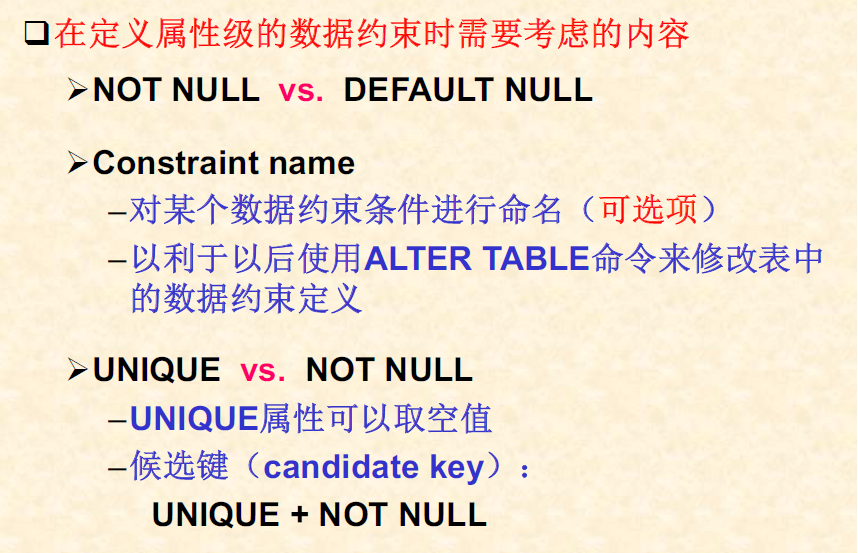 ❑在定义属性级的数据约束时需要考虑的内容
➢NOT NULL vs. DEFAULT NULL
➢Constraint name
–对某个数据约束条件进行命名（可选项）
–以利于以后使用ALTER TABLE命令来修改表中
的数据约束定义
➢UNIQUE vs. NOT NULL
–UNIQUE属性可以取空值
–候选键（candidate key）：
UNIQUE + NOT NULL